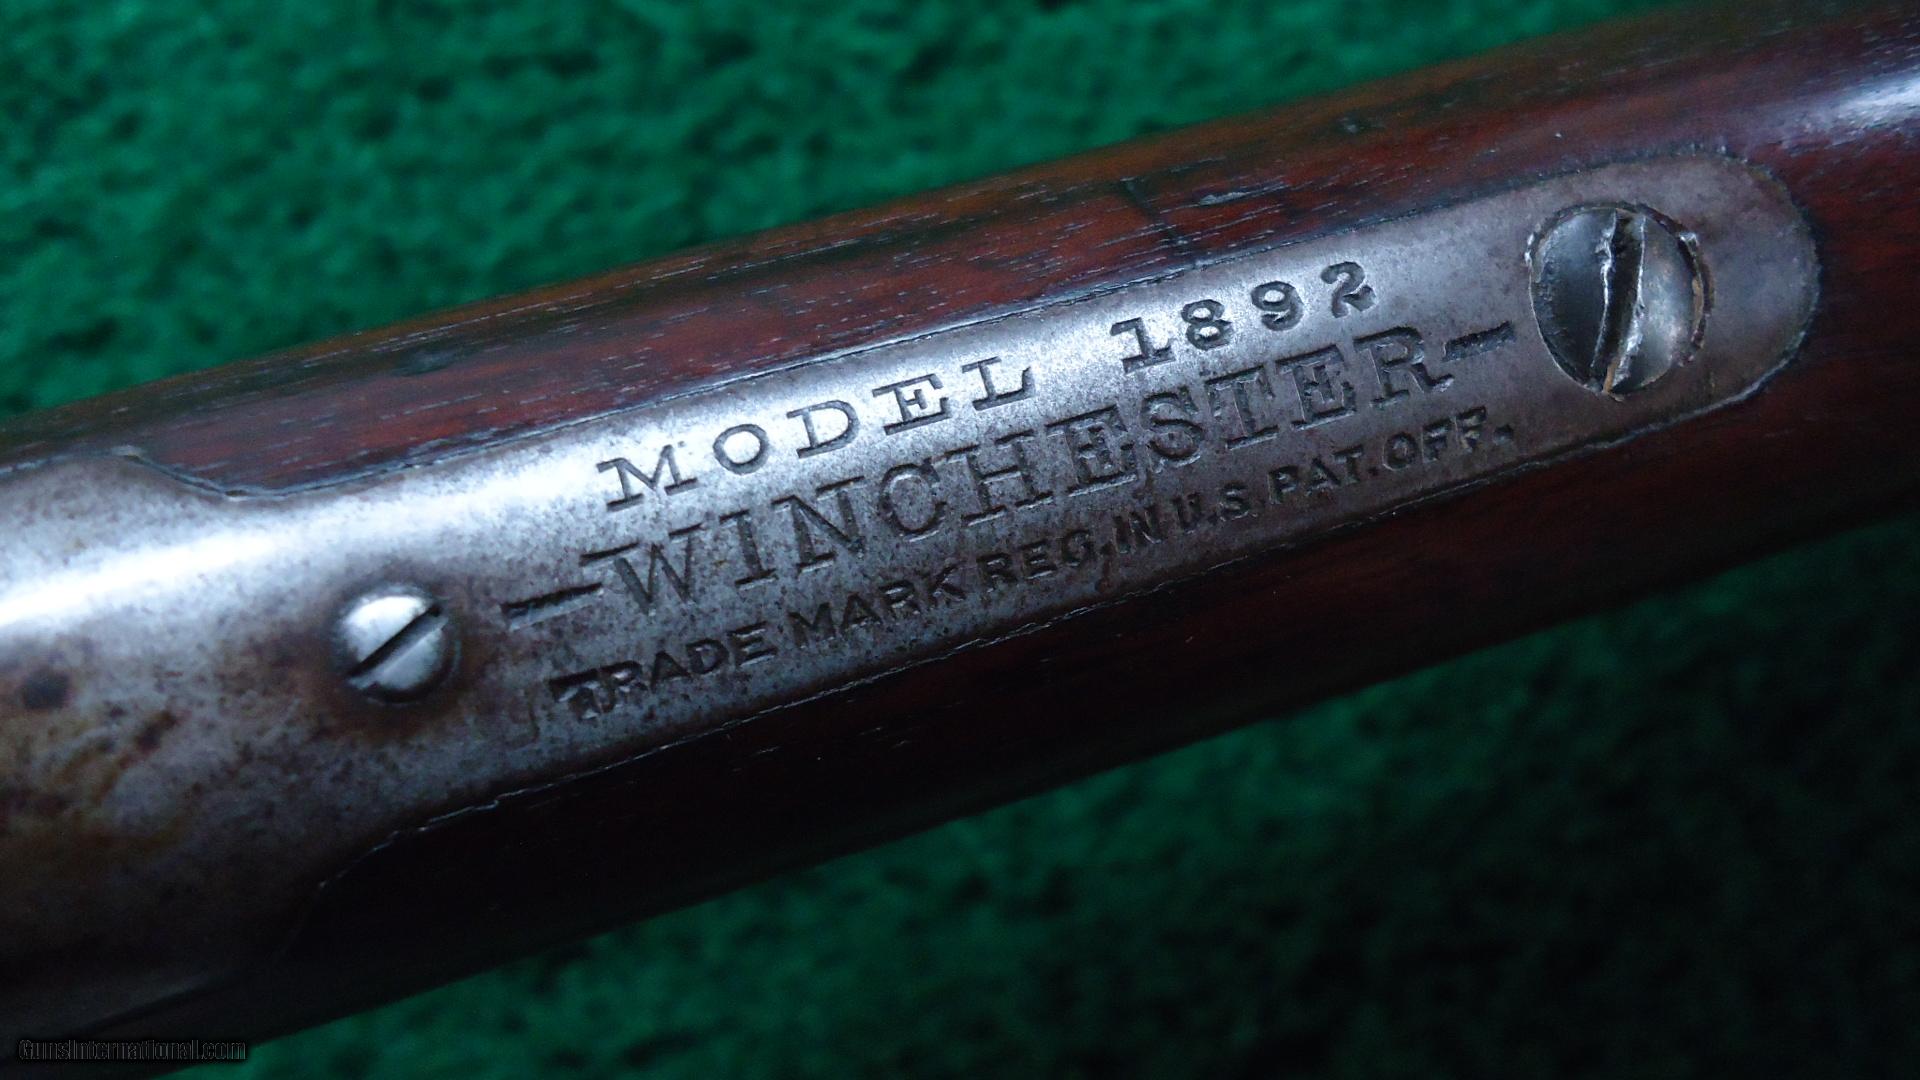 MODEL 1892
—WINCHESTER—
TRADE MARK REG. IN U.S. PAT. OFF.
GunsInternational.com